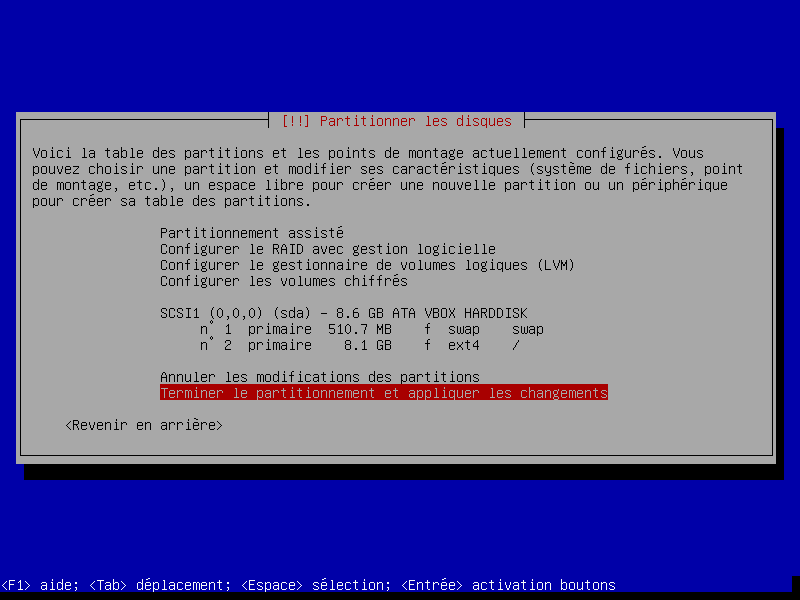 [!!] Partitionner les disques
Voici la table des partitions et les points de montage actuellement configurés. Vous
pouvez choisir une partition et modifier ses caractéristiques (système de fichiers, point
de montage, etc.), un espace libre pour créer une nouvelle partition ou un périphérique
pour créer sa table des partitions.
Partitionnement assisté
Configurer le RAID avec gestion logicielle
Configurer le gestionnaire de volumes logiques (LVM)
Configurer les volumes chiffrés
SCSI1 (0,0,0) (sda) - 8.6 GB ATA VBOX HARDDISK
n° 1 primaire 510.7 MB f swap swap
n° 2 primaire 8.1 GB f ext4 /
Annuler les modifications des partitions
Terminer le partitionnement et appliquer les changements
<Revenir en arrière>
<F1> aide; <Tab> déplacement; <Espace> sélection; <Entrée> activation boutons